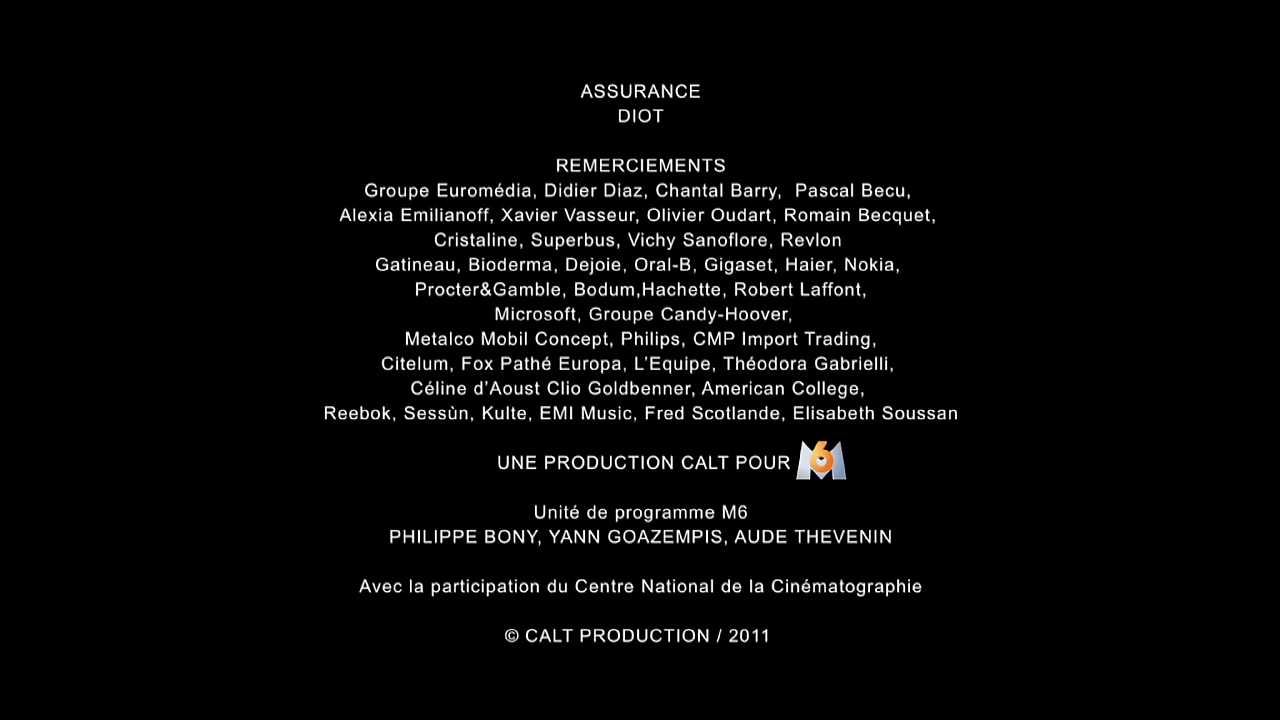 ASSURANCE
DIOT
REMERCIEMENTS
Groupe Euromédia, Didier Diaz, Chantal Barry,  Pascal Becu,
Alexia Emilianoff, Xavier Vasseur, Olivier Oudart, Romain Becquet,
Cristaline, Superbus, Vichy Sanoflore, Revlon
Gatineau, Bioderma, Dejoie, Oral-B, Gigaset, Haier, Nokia,
Procter&Gamble, Bodum,Hachette, Robert Laffont,
Microsoft, Groupe Candy-Hoover,
Metalco Mobil Concept, Philips, CMP Import Trading,
Citelum, Fox Pathé Europa, L'Equipe, Théodora Gabrielli,
Céline d'Aoust Clio Goldbenner, American College,
Reebok, Sessùn, Kulte, EMI Music, Fred Scotlande, Elisabeth Soussan
UNE PRODUCTION CALT POUR M6
Unité de programme M6
PHILIPPE BONY, YANN GOAZEMPIS, AUDE THEVENIN
Avec la participation du Centre National de la Cinématographie
© CALT PRODUCTION / 2011